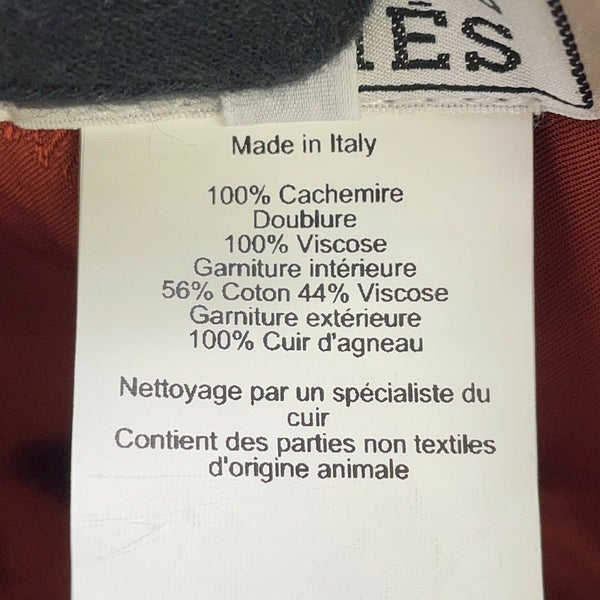 ES
Made in Italy
100% Cachemire
Doublure
100% Viscose
Garniture intérieure
56% Coton 44% Viscose
Garniture extérieure
100% Cuir d'agneau
Nettoyage par un spécialiste du
cuir
Contient des parties non textiles
d'origine animale